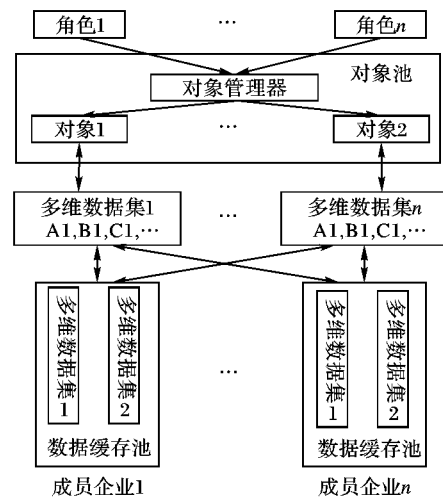 角色1 … 角色n
对象池
对象管理器
对象1 … 对象2
多维数据集1 … 多维数据集n
A1,B1,C1,… A1,B1,C1,…
多维数据集1 多维数据集2 … 多维数据集1 多维数据集2
数据缓存池 数据缓存池
成员企业1 成员企业n